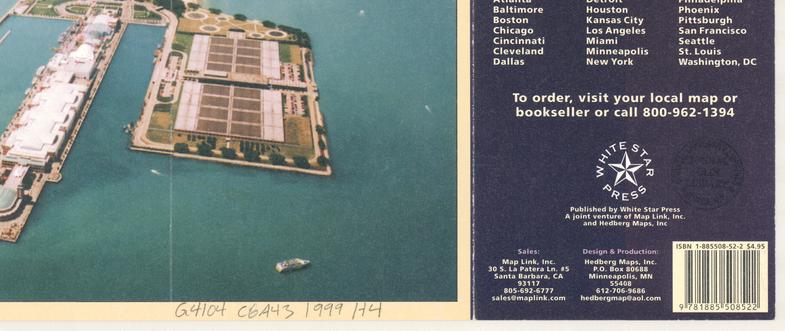 Baltimore
Boston
Chicago
Cincinnati
Cleveland
Dallas
Houston
Kansas City
Los Angeles
Miami
Minneapolis
New York
Philadelphia
Phoenix
Pittsburgh
San Francisco
Seattle
St. Louis
Washington, DC
To order, visit your local map or
bookseller or call 800-962-1394
WHITE STAR
PRESS
Published by White Star Press
A joint venture of Map Link, Inc.
and Hedberg Maps, Inc
Sales:
Map Link, Inc.
30 S. La Patera Ln. #5
Santa Barbara, CA
93117
805-692-6777
sales@maplink.com
Design & Production:
Hedberg Maps, Inc.
P.O. Box 80688
Minneapolis, MN
55408
612-706-9686
hedbergmap@aol.com
ISBN 1-885508-52-2 $4.95
9 781885 508522
G4104 C6A43 1999 H4